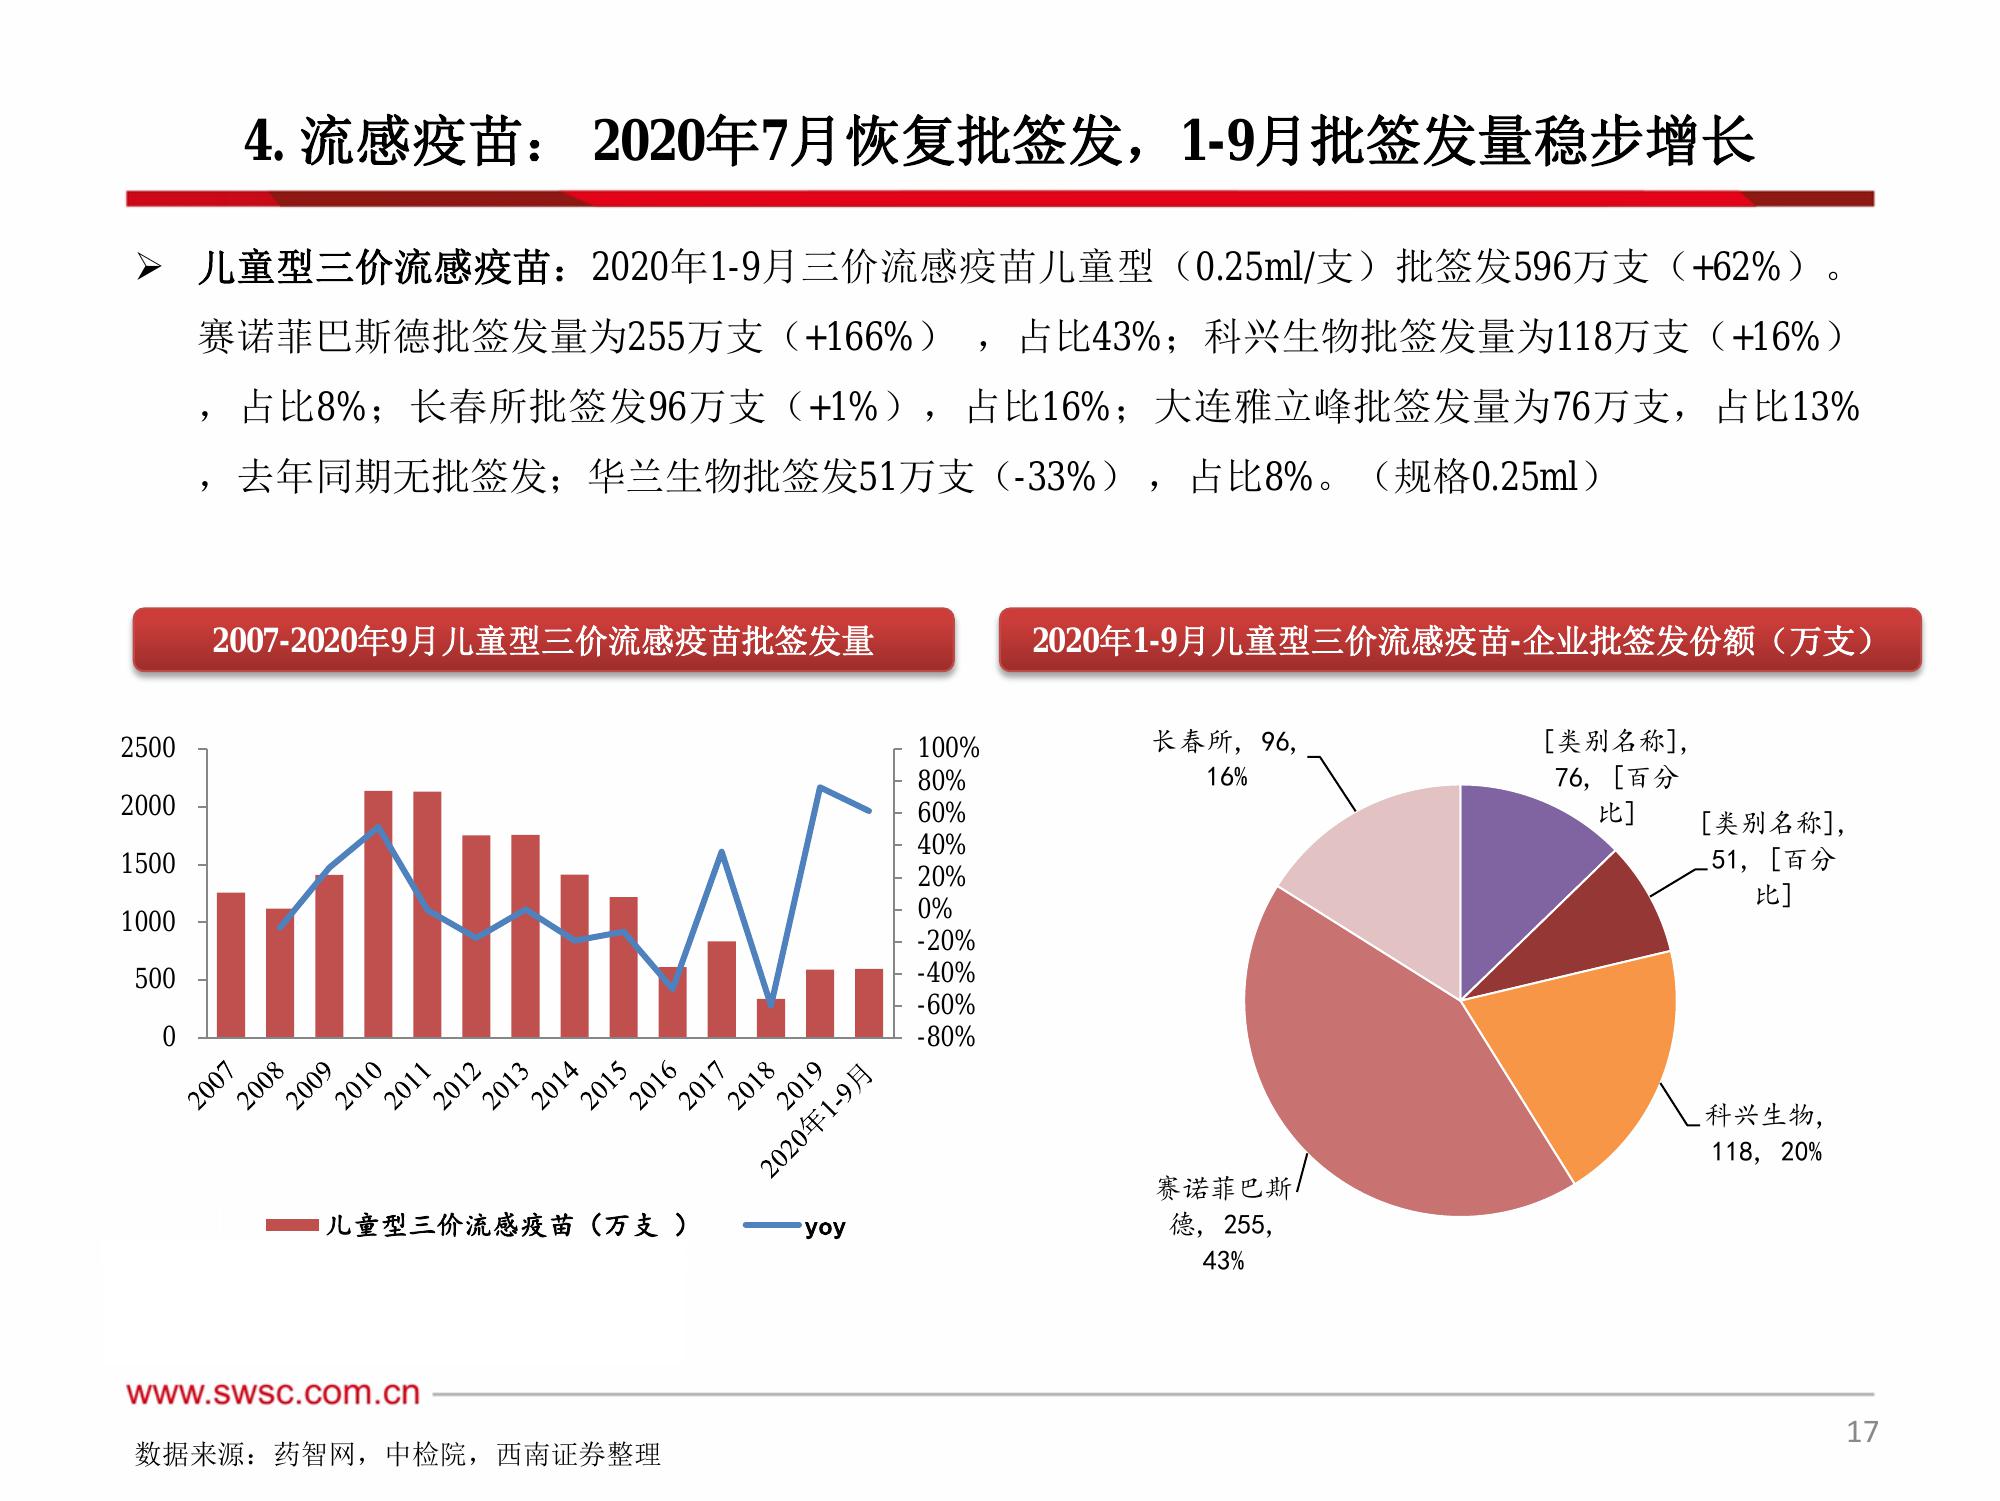 4. 流感疫苗： 2020年7月恢复批签发，1-9月批签发量稳步增长
➢ 儿童型三价流感疫苗：2020年1-9月三价流感疫苗儿童型（0.25ml/支）批签发596万支（+62%）。
赛诺菲巴斯德批签发量为255万支（+166%） ，占比43%；科兴生物批签发量为118万支（+16%）
，占比8%；长春所批签发96万支（+1%），占比16%；大连雅立峰批签发量为76万支，占比13%
，去年同期无批签发；华兰生物批签发51万支（-33%） ，占比8%。（规格0.25ml）
2007-2020年9月儿童型三价流感疫苗批签发量
2500
2000
1500
1000
500
0
100%
80%
60%
40%
20%
0%
-20%
-40%
-60%
-80%
2007
2008
2009
2010
2011
2012
2013
2014
2015
2016
2017
2018
2019
2020年1-9月
儿童型三价流感疫苗（万支 ）
yoy
2020年1-9月儿童型三价流感疫苗-企业批签发份额（万支）
长春所, 96,
16%
[类别名称],
76, [百分
比]
[类别名称],
51, [百分
比]
科兴生物,
118, 20%
赛诺菲巴斯
德, 255,
43%
www.swsc.com.cn
17
数据来源：药智网，中检院，西南证券整理